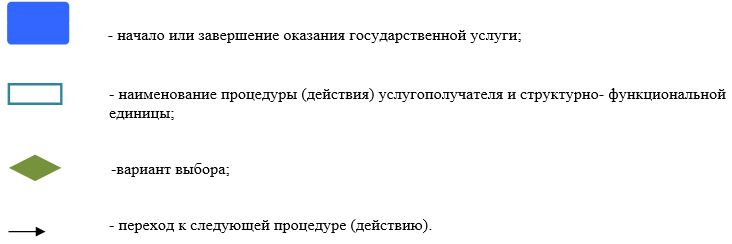 - начало или завершение оказания государственной услуги;
- наименование процедуры (действия) услугополучателя и структурно- функциональной
единицы;
-вариант выбора;
- переход к следующей процедуре (действию).